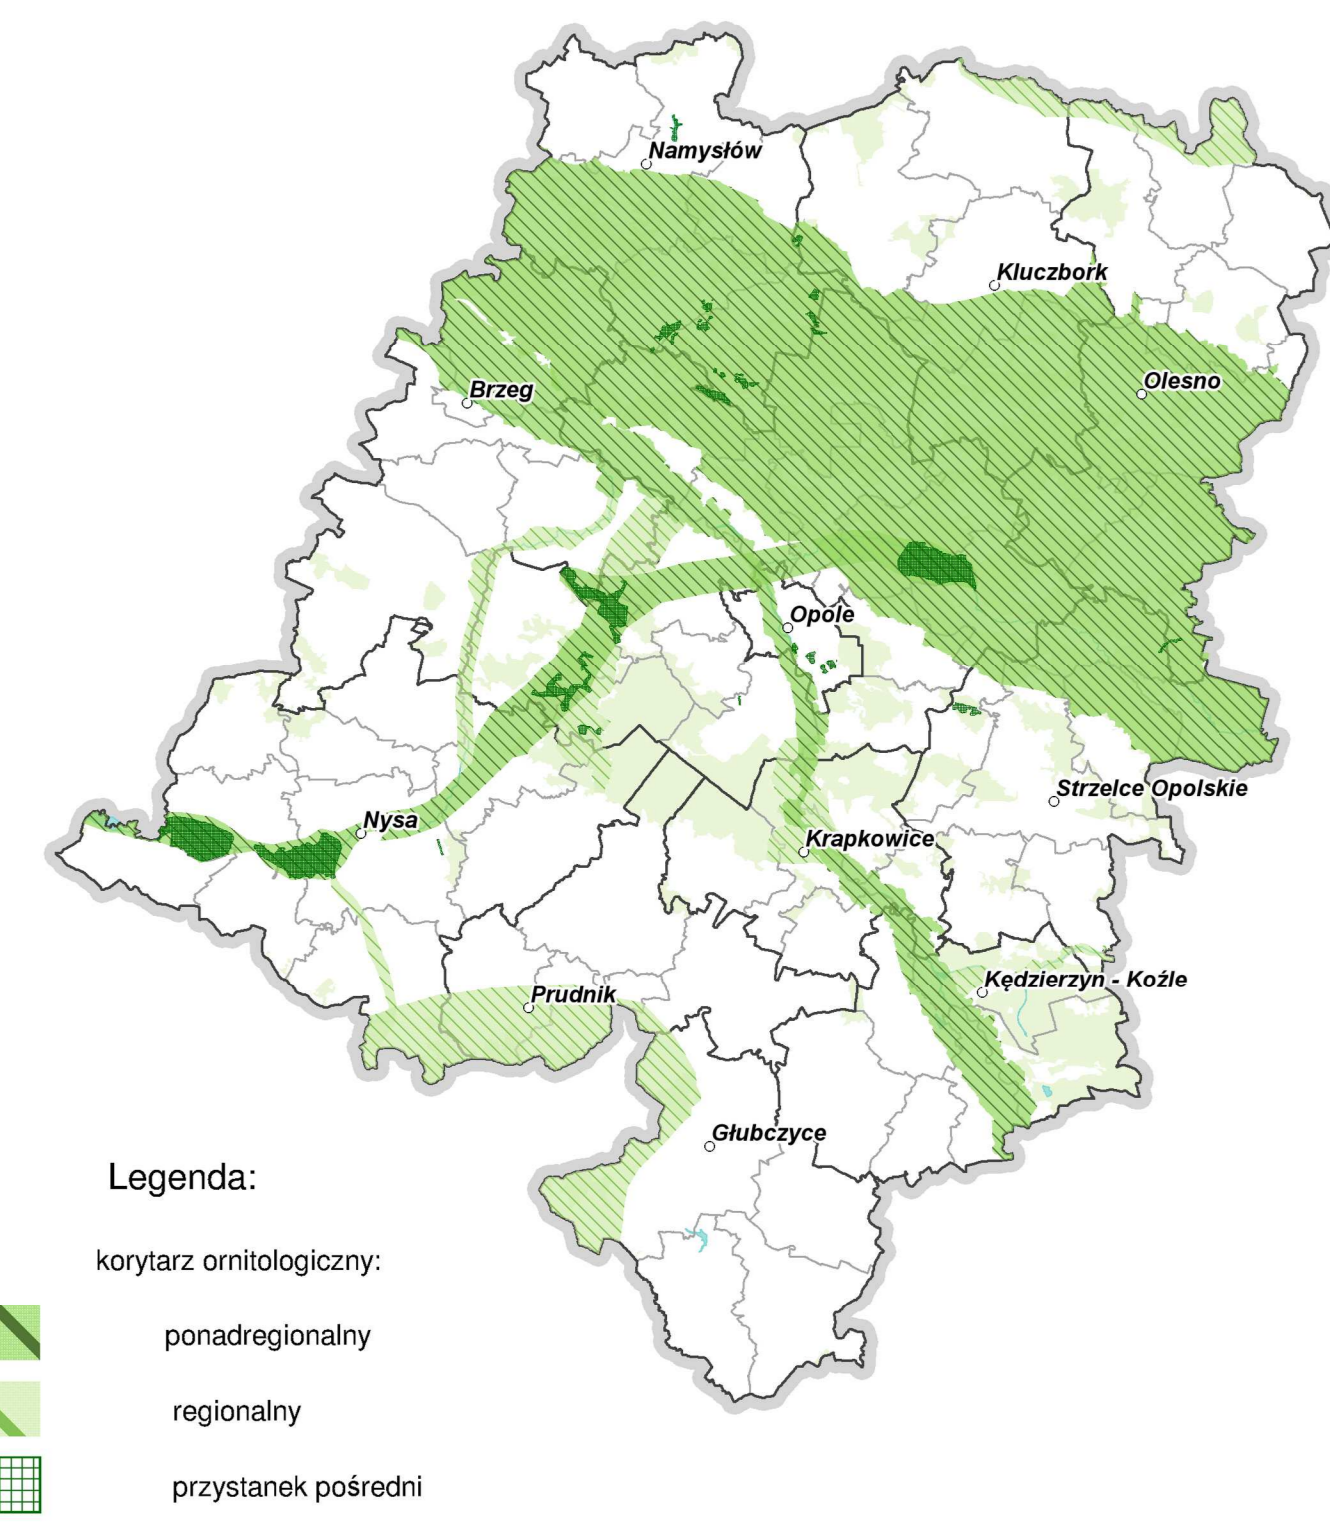 Namysłów
Kluczbork
Olesno
Brzeg
Opole
Strzelce Opolskie
Nysa
Krapkowice
Kędzierzyn - Koźle
Prudnik
Głubczyce
Legenda:
korytarz ornitologiczny:
ponadregionalny
regionalny
przystanek pośredni